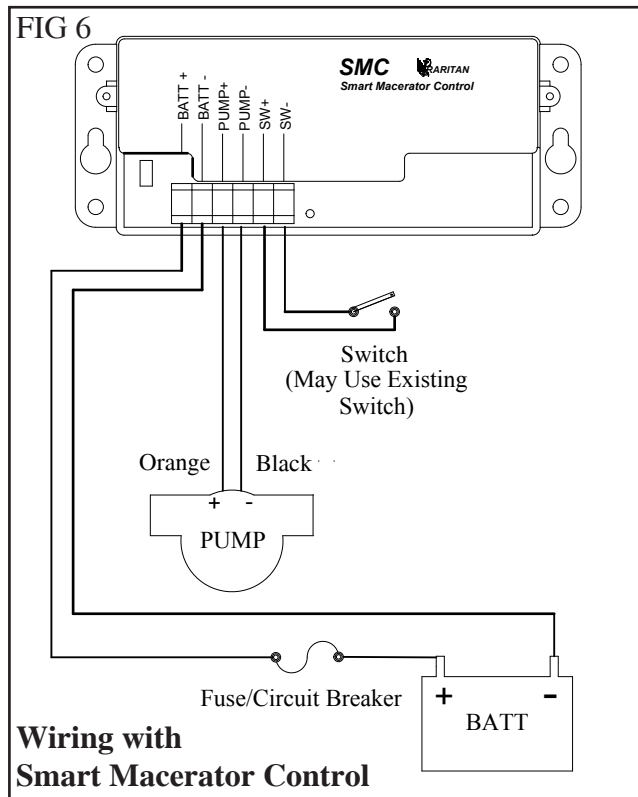 FIG 6
SMC RARITAN
Smart Macerator Control
BATT +
BATT -
PUMP+
PUMP-
SW+
SW-
Switch
(May Use Existing
Switch)
Orange Black
+ -
PUMP
Fuse/Circuit Breaker
+ -
BATT
Wiring with
Smart Macerator Control